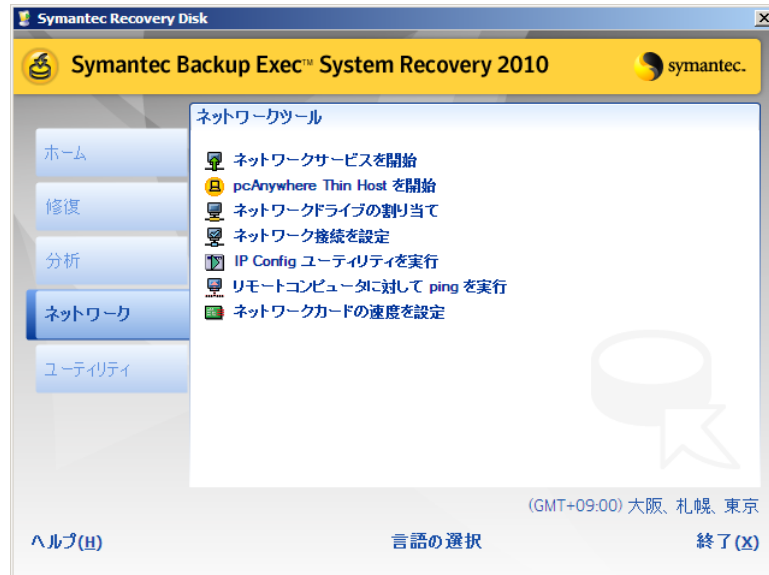 Symantec Recovery Disk
Symantec Backup Exec™ System Recovery 2010
symantec.
ネットワークツール
ホーム
修復
分析
ネットワーク
ユーティリティ
ネットワークサービスを開始
pcAnywhere Thin Host を開始
ネットワークドライブの割り当て
ネットワーク接続を設定
IP Config ユーティリティを実行
リモートコンピュータに対して ping を実行
ネットワークカードの速度を設定
(GMT+09:00) 大阪、札幌、東京
ヘルプ(H)
言語の選択
終了(X)